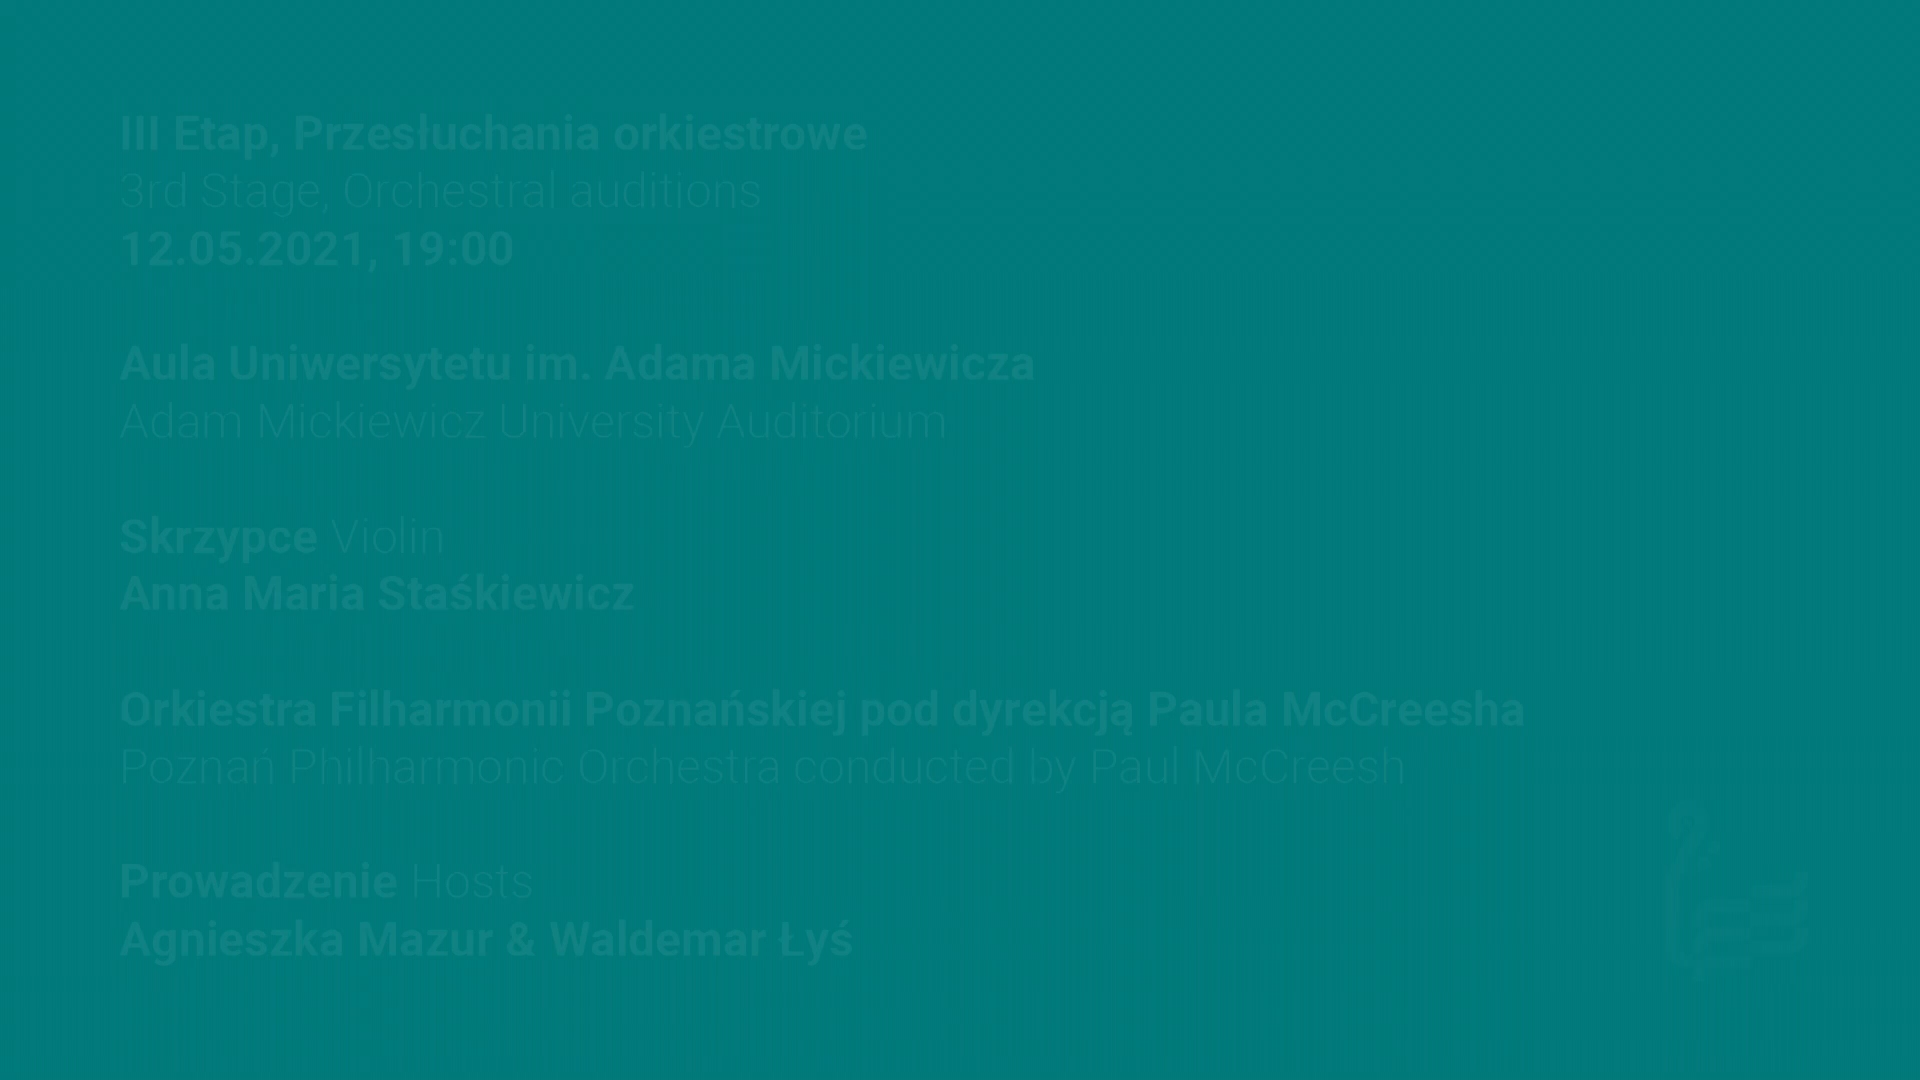 III Etap, Przesłuchania orkiestrowe
3rd Stage, Orchestral auditions
12.05.2021, 19:00
Aula Uniwersytetu im. Adama Mickiewicza
Adam Mickiewicz University Auditorium
Skrzypce Violin
Anna Maria Staśkiewicz
Orkiestra Filharmonii Poznańskiej pod dyrekcją Paula McCreesha
Poznań Philharmonic Orchestra conducted by Paul McCreesh
Prowadzenie Hosts
Agnieszka Mazur & Waldemar Łyś